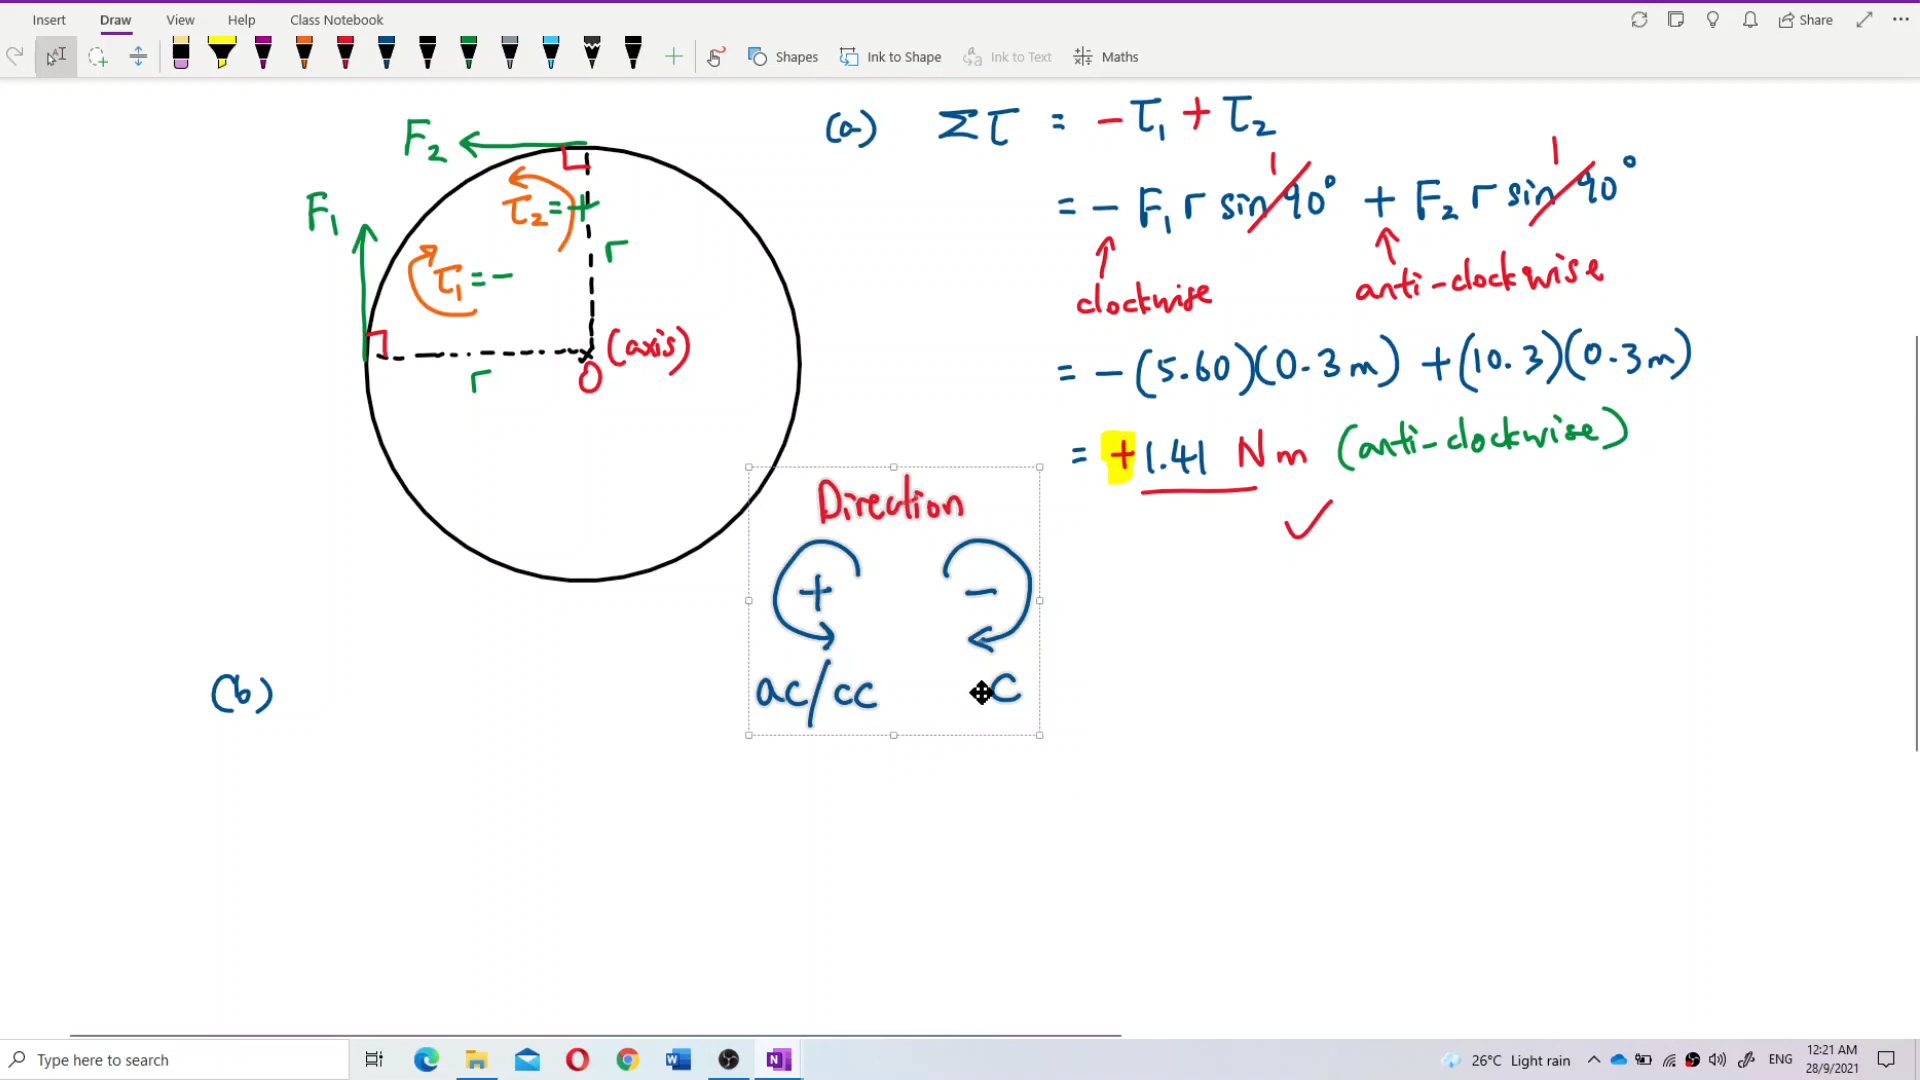 Insert Draw View Help Class Notebook Share
Shapes Ink to Shape Ink to Text Maths
F₂
τ₂ = +
F₁
r
τ₁ = -
(axis)
r
O
(a) Στ = - τ₁ + τ₂
1 1
= - F₁ r sin 90° + F₂ r sin 90°
clockwise anti-clockwise
= - (5.60)(0.3m) + (10.3)(0.3m)
= +1.41 Nm (anti-clockwise)
Direction
+ -
ac/cc C
(b)
Type here to search
26°C Light rain ENG 12:21 AM
28/9/2021